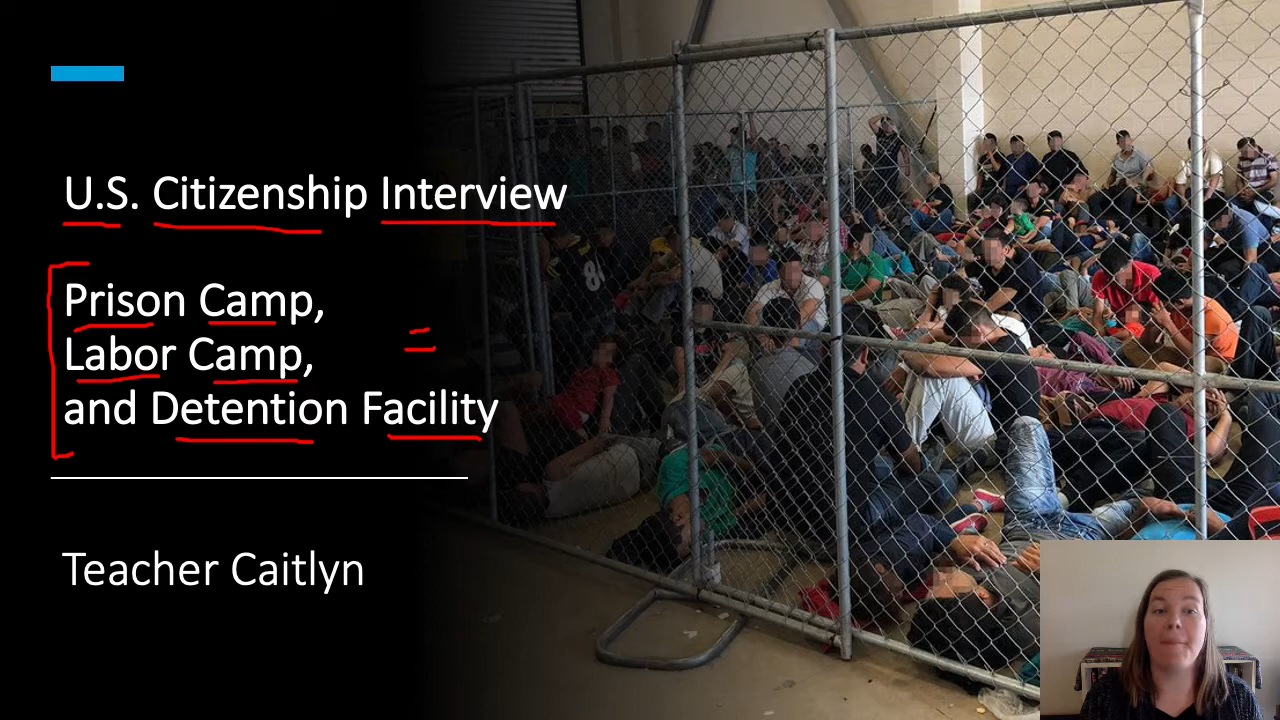 U.S. Citizenship Interview
Prison Camp,
Labor Camp,
and Detention Facility
Teacher Caitlyn